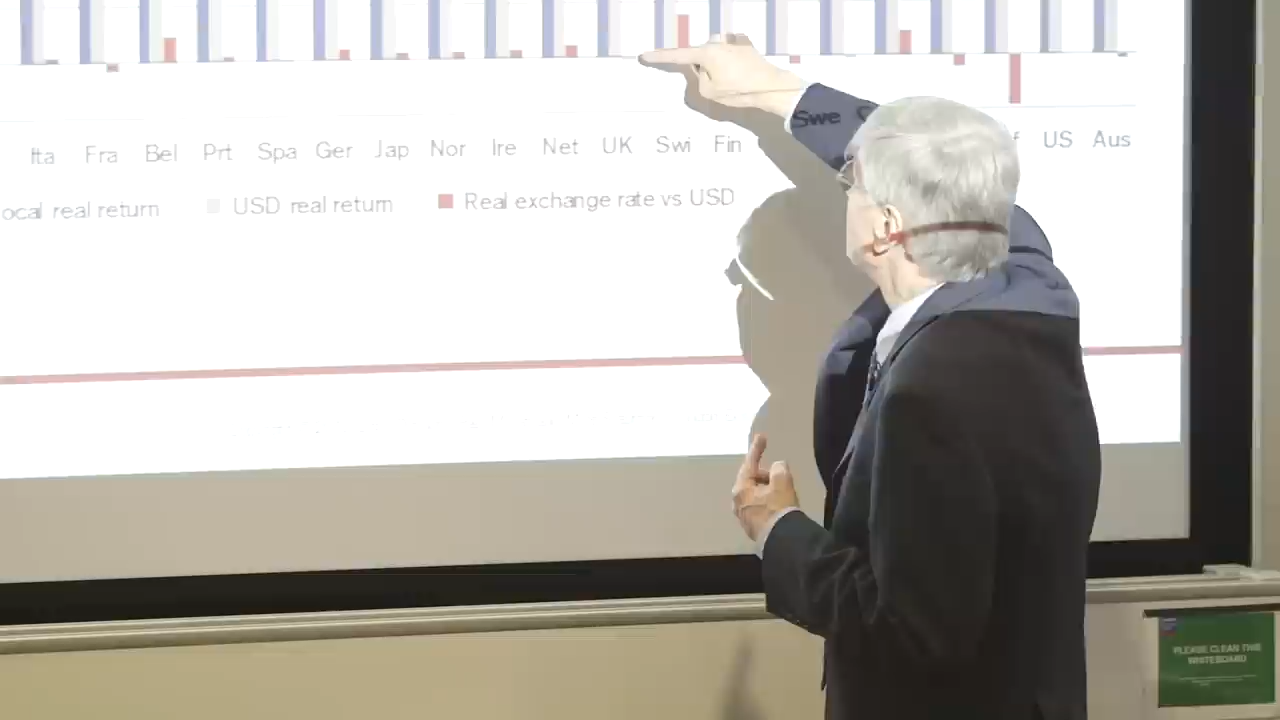 Ita Fra Bel Prt Spa Ger Jap Nor Ire Net UK Swi Fin Swe US Aus
ocal real return USD real return Real exchange rate vs USD
PLEASE CLEAN THIS
WHITEBOARD